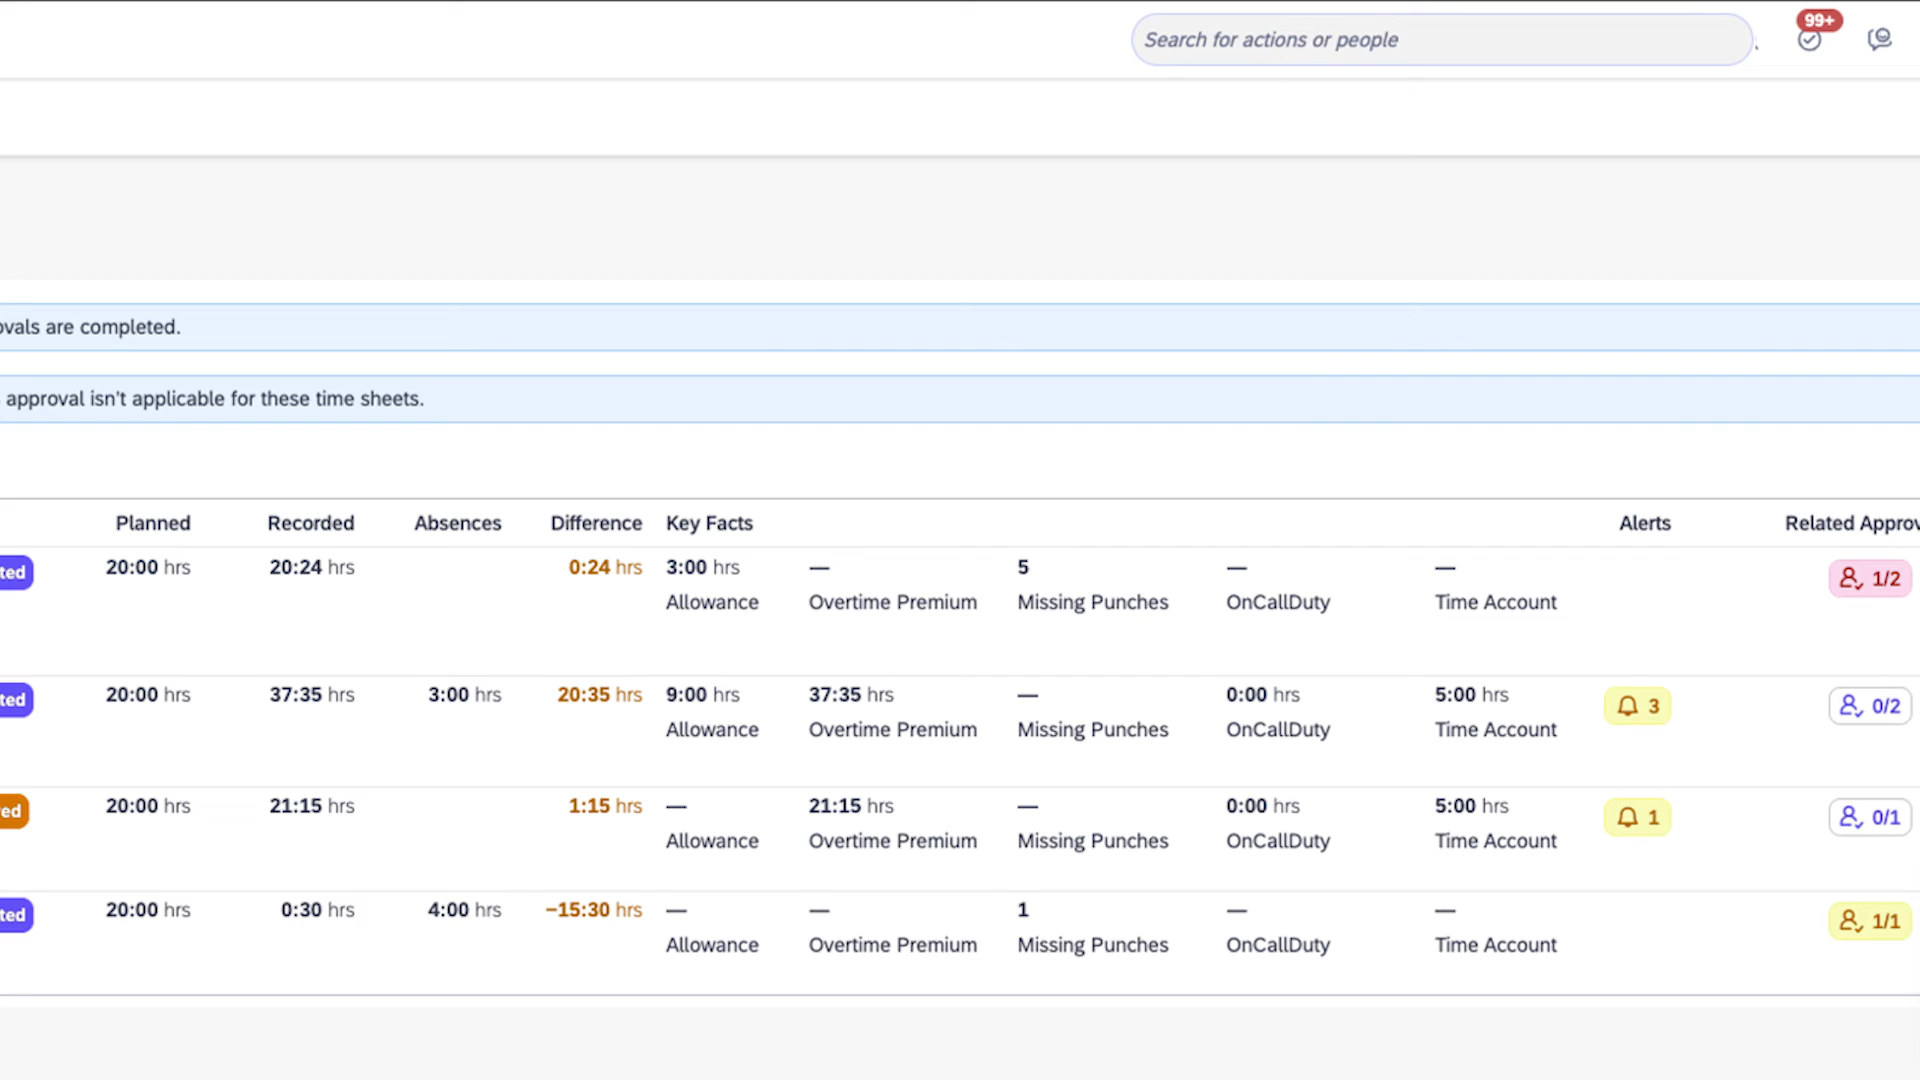 Search for actions or people
99+
ovals are completed.
approval isn't applicable for these time sheets.
Planned Recorded Absences Difference Key Facts Alerts Related Approv
ted 20:00 hrs 20:24 hrs 0:24 hrs 3:00 hrs — 5 — — 1/2
Allowance Overtime Premium Missing Punches OnCallDuty Time Account
ted 20:00 hrs 37:35 hrs 3:00 hrs 20:35 hrs 9:00 hrs 37:35 hrs — 0:00 hrs 5:00 hrs 3 0/2
Allowance Overtime Premium Missing Punches OnCallDuty Time Account
ed 20:00 hrs 21:15 hrs 1:15 hrs — 21:15 hrs — 0:00 hrs 5:00 hrs 1 0/1
Allowance Overtime Premium Missing Punches OnCallDuty Time Account
ted 20:00 hrs 0:30 hrs 4:00 hrs −15:30 hrs — — 1 — — 1/1
Allowance Overtime Premium Missing Punches OnCallDuty Time Account